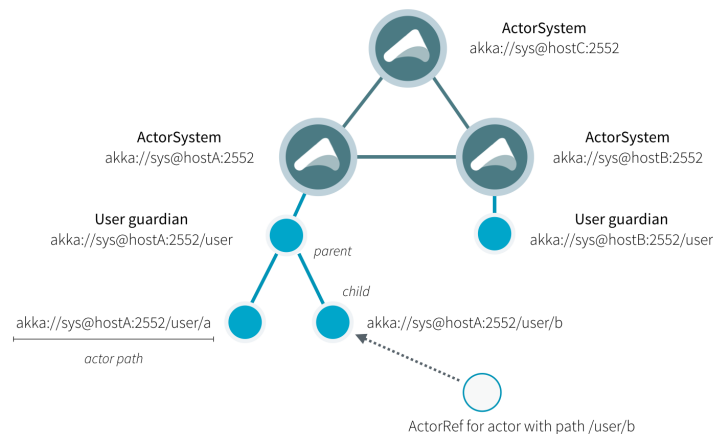 ActorSystem
akka://sys@hostC:2552
ActorSystem
akka://sys@hostA:2552
ActorSystem
akka://sys@hostB:2552
User guardian
akka://sys@hostA:2552/user
User guardian
akka://sys@hostB:2552/user
parent
child
akka://sys@hostA:2552/user/a
akka://sys@hostA:2552/user/b
actor path
ActorRef for actor with path /user/b